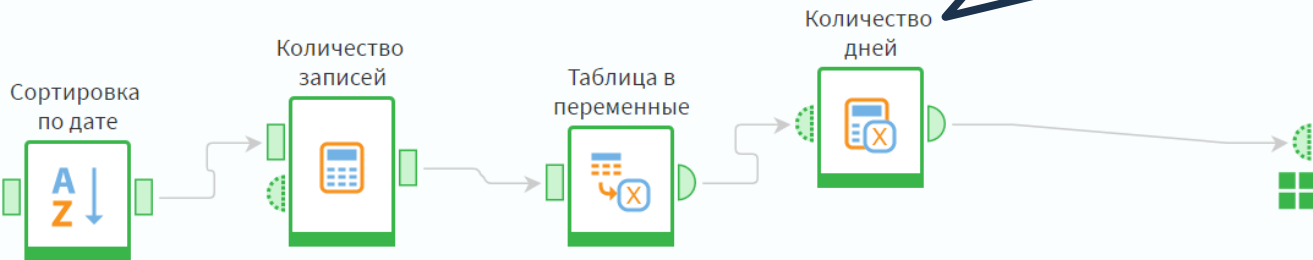 Сортировка
по дате
Количество
записей
Таблица в
переменные
Количество
дней
A
Z
X
X